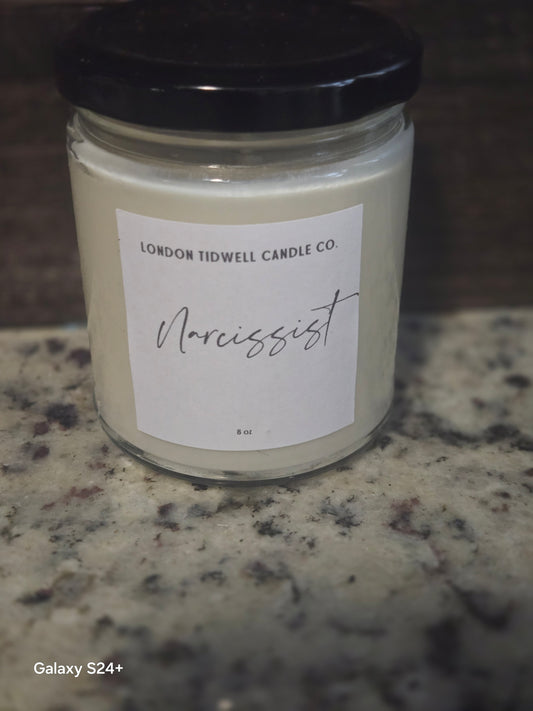 LONDON TIDWELL CANDLE CO.
Narcissist
8 oz
Galaxy S24+